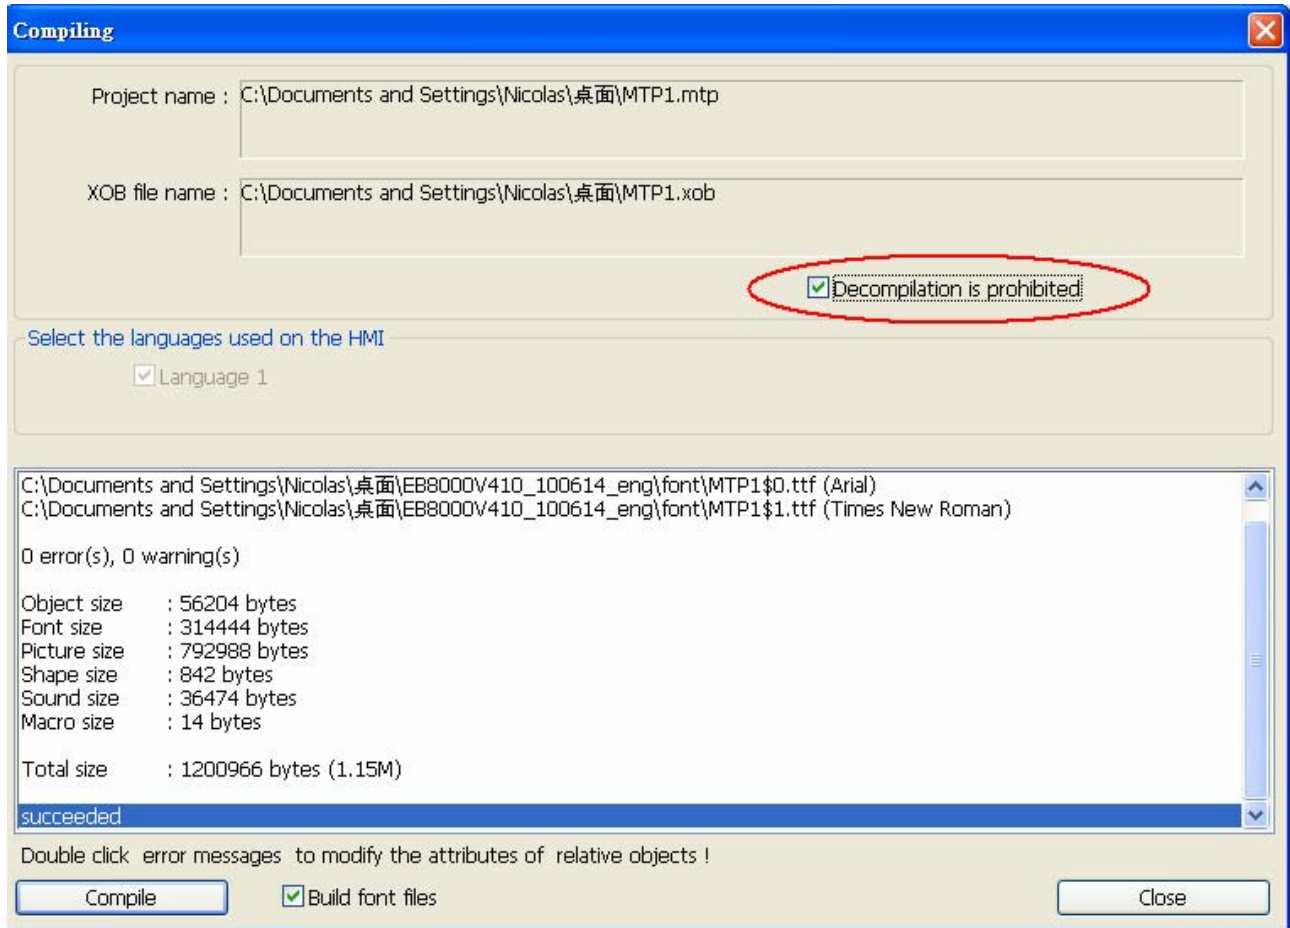 Compiling
Project name : C:\Documents and Settings\Nicolas\桌面\MTP1.mtp
XOB file name : C:\Documents and Settings\Nicolas\桌面\MTP1.xob
Decompilation is prohibited
Select the languages used on the HMI
Language 1
C:\Documents and Settings\Nicolas\桌面\EB8000V410_100614_eng\font\MTP1$0.ttf (Arial)
C:\Documents and Settings\Nicolas\桌面\EB8000V410_100614_eng\font\MTP1$1.ttf (Times New Roman)
0 error(s), 0 warning(s)
Object size : 56204 bytes
Font size : 314444 bytes
Picture size : 792988 bytes
Shape size : 842 bytes
Sound size : 36474 bytes
Macro size : 14 bytes
Total size : 1200966 bytes (1.15M)
succeeded
Double click error messages to modify the attributes of relative objects !
Compile Build font files Close